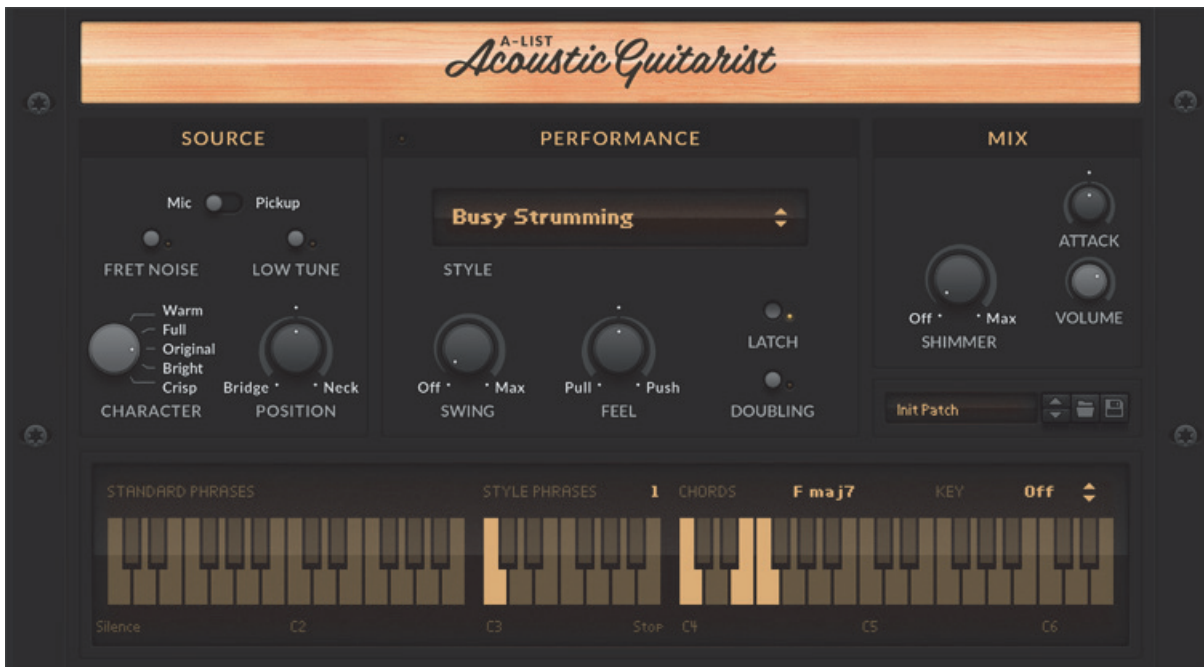 A-LIST
Acoustic Guitarist
SOURCE
Mic Pickup
FRET NOISE LOW TUNE
Warm
Full
Original
Bright
Crisp
CHARACTER
Bridge Neck
POSITION
PERFORMANCE
Busy Strumming
STYLE
Off Max
SWING
Pull Push
FEEL
LATCH
DOUBLING
MIX
ATTACK
Off Max
SHIMMER
VOLUME
Init Patch
STANDARD PHRASES STYLE PHRASES 1 CHORDS F maj7 KEY Off
Silence C2 C3 Stop C4 C5 C6